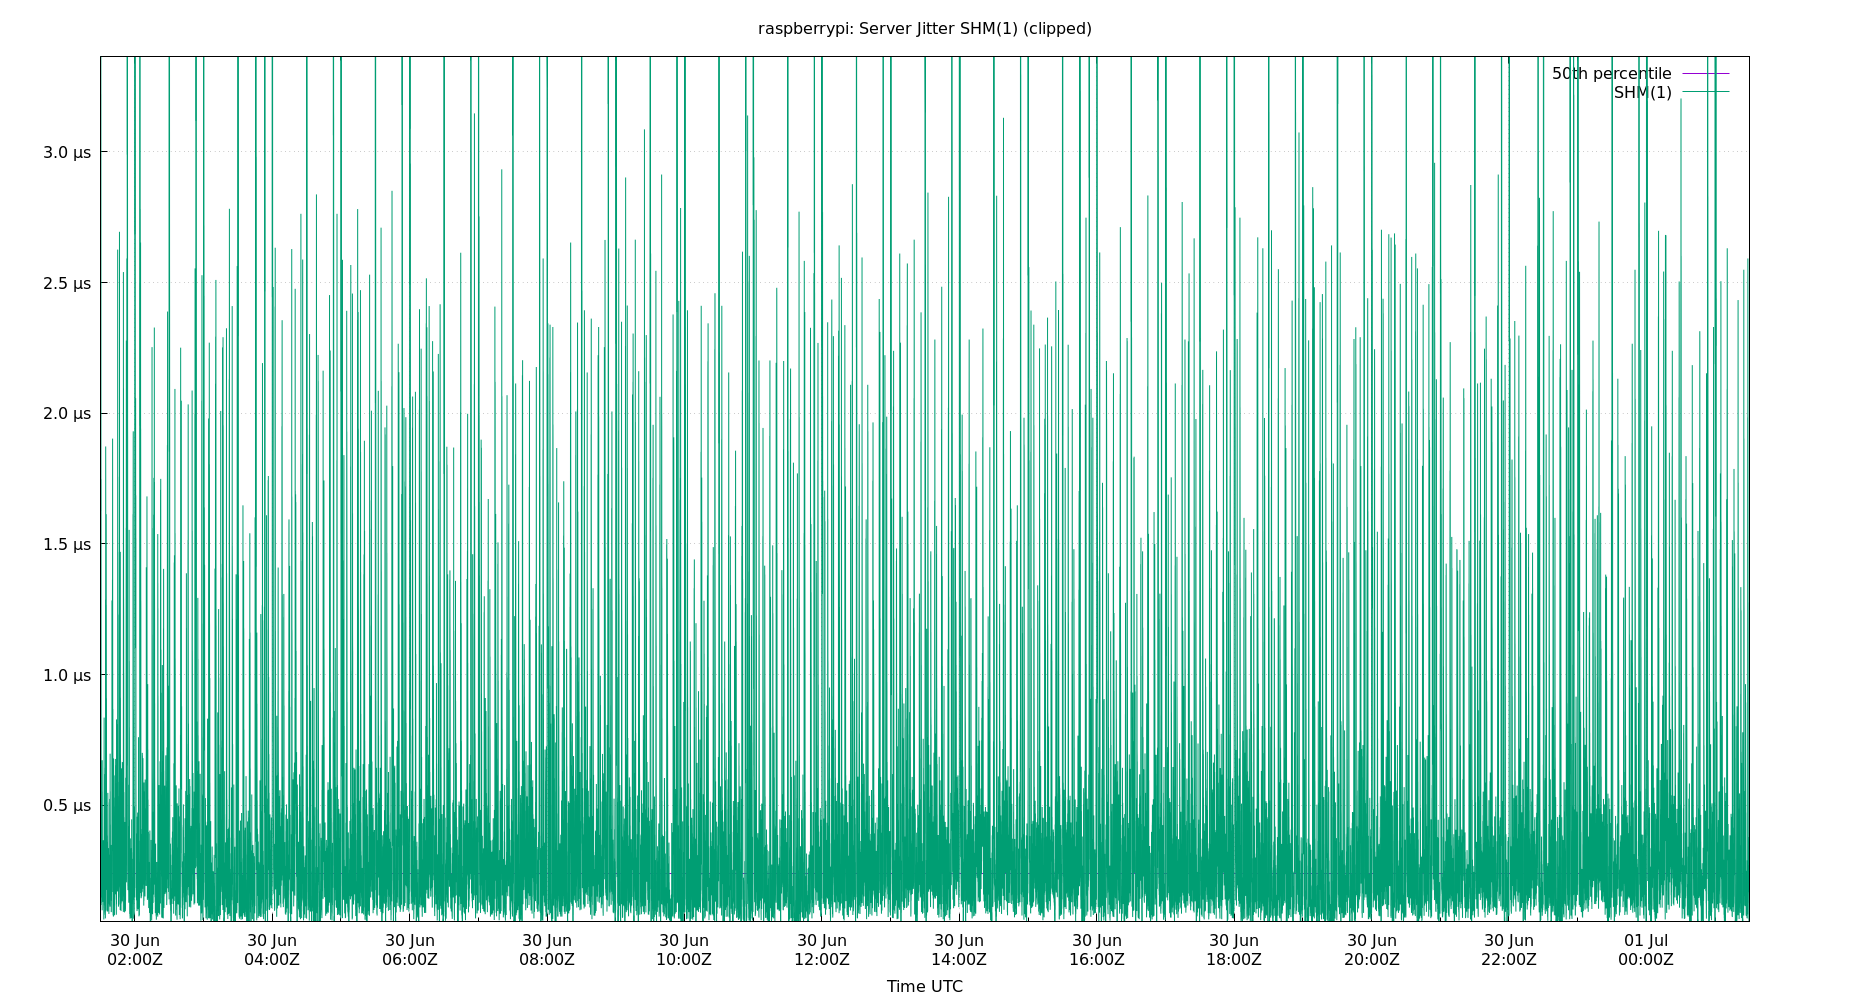 raspberrypi: Server Jitter SHM(1) (clipped)
50th percentile
SHM(1)
3.0 µs
2.5 µs
2.0 µs
1.5 µs
1.0 µs
0.5 µs
30 Jun 30 Jun 30 Jun 30 Jun 30 Jun 30 Jun 30 Jun 30 Jun 30 Jun 30 Jun 30 Jun 01 Jul
02:00Z 04:00Z 06:00Z 08:00Z 10:00Z 12:00Z 14:00Z 16:00Z 18:00Z 20:00Z 22:00Z 00:00Z
Time UTC